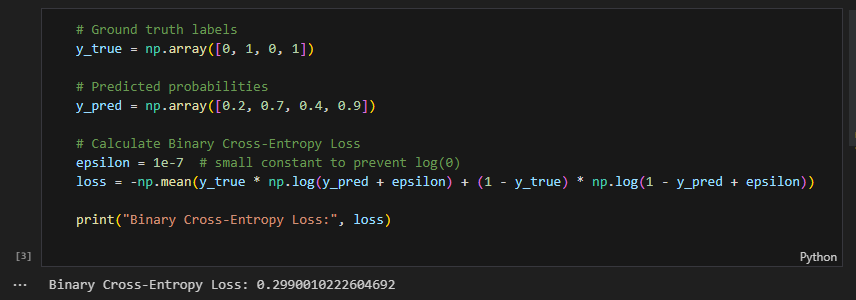 # Ground truth labels
y_true = np.array([0, 1, 0, 1])
# Predicted probabilities
y_pred = np.array([0.2, 0.7, 0.4, 0.9])
# Calculate Binary Cross-Entropy Loss
epsilon = 1e-7  # small constant to prevent log(0)
loss = -np.mean(y_true * np.log(y_pred + epsilon) + (1 - y_true) * np.log(1 - y_pred + epsilon))
print("Binary Cross-Entropy Loss:", loss)
[3]
Python
... Binary Cross-Entropy Loss: 0.2990010222604692